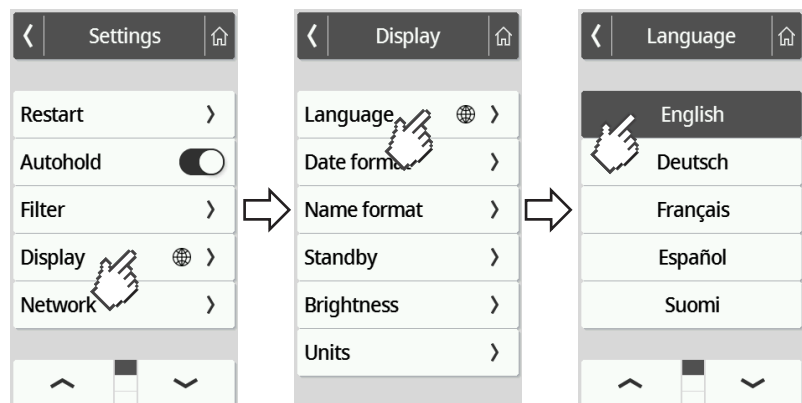 Settings
Restart
Autohold
Filter
Display
Network
Display
Language
Date format
Name format
Standby
Brightness
Units
Language
English
Deutsch
Français
Español
Suomi